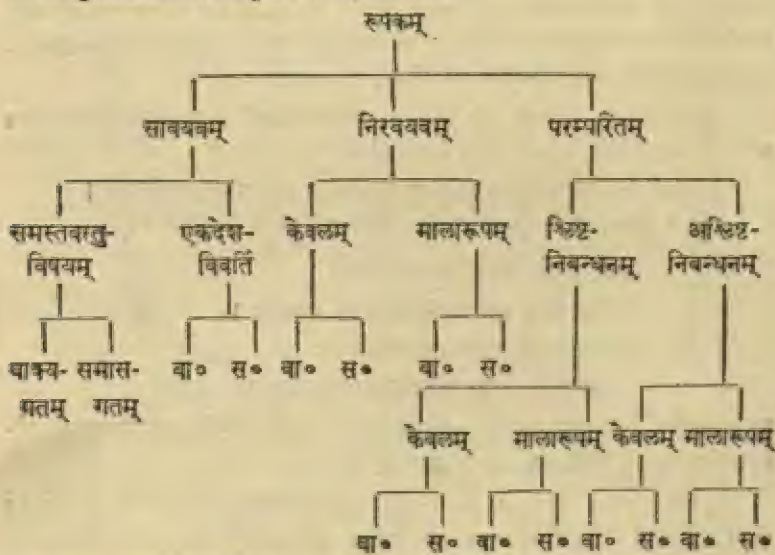 रूपकम्
सावयवम् निरवयवम् परम्परितम्
समस्तवस्तु- एकदेश- केवलम् मालारूपम् श्लिष्ट- अश्लिष्ट-
विषयम् विवर्ति निबन्धनम् निबन्धनम्
वाक्य- समास- वा० स० वा० स० वा० स०
गतम् गतम्
केवलम् मालारूपम् केवलम् मालारूपम्
वा० स० वा० स० वा० स० वा० स०